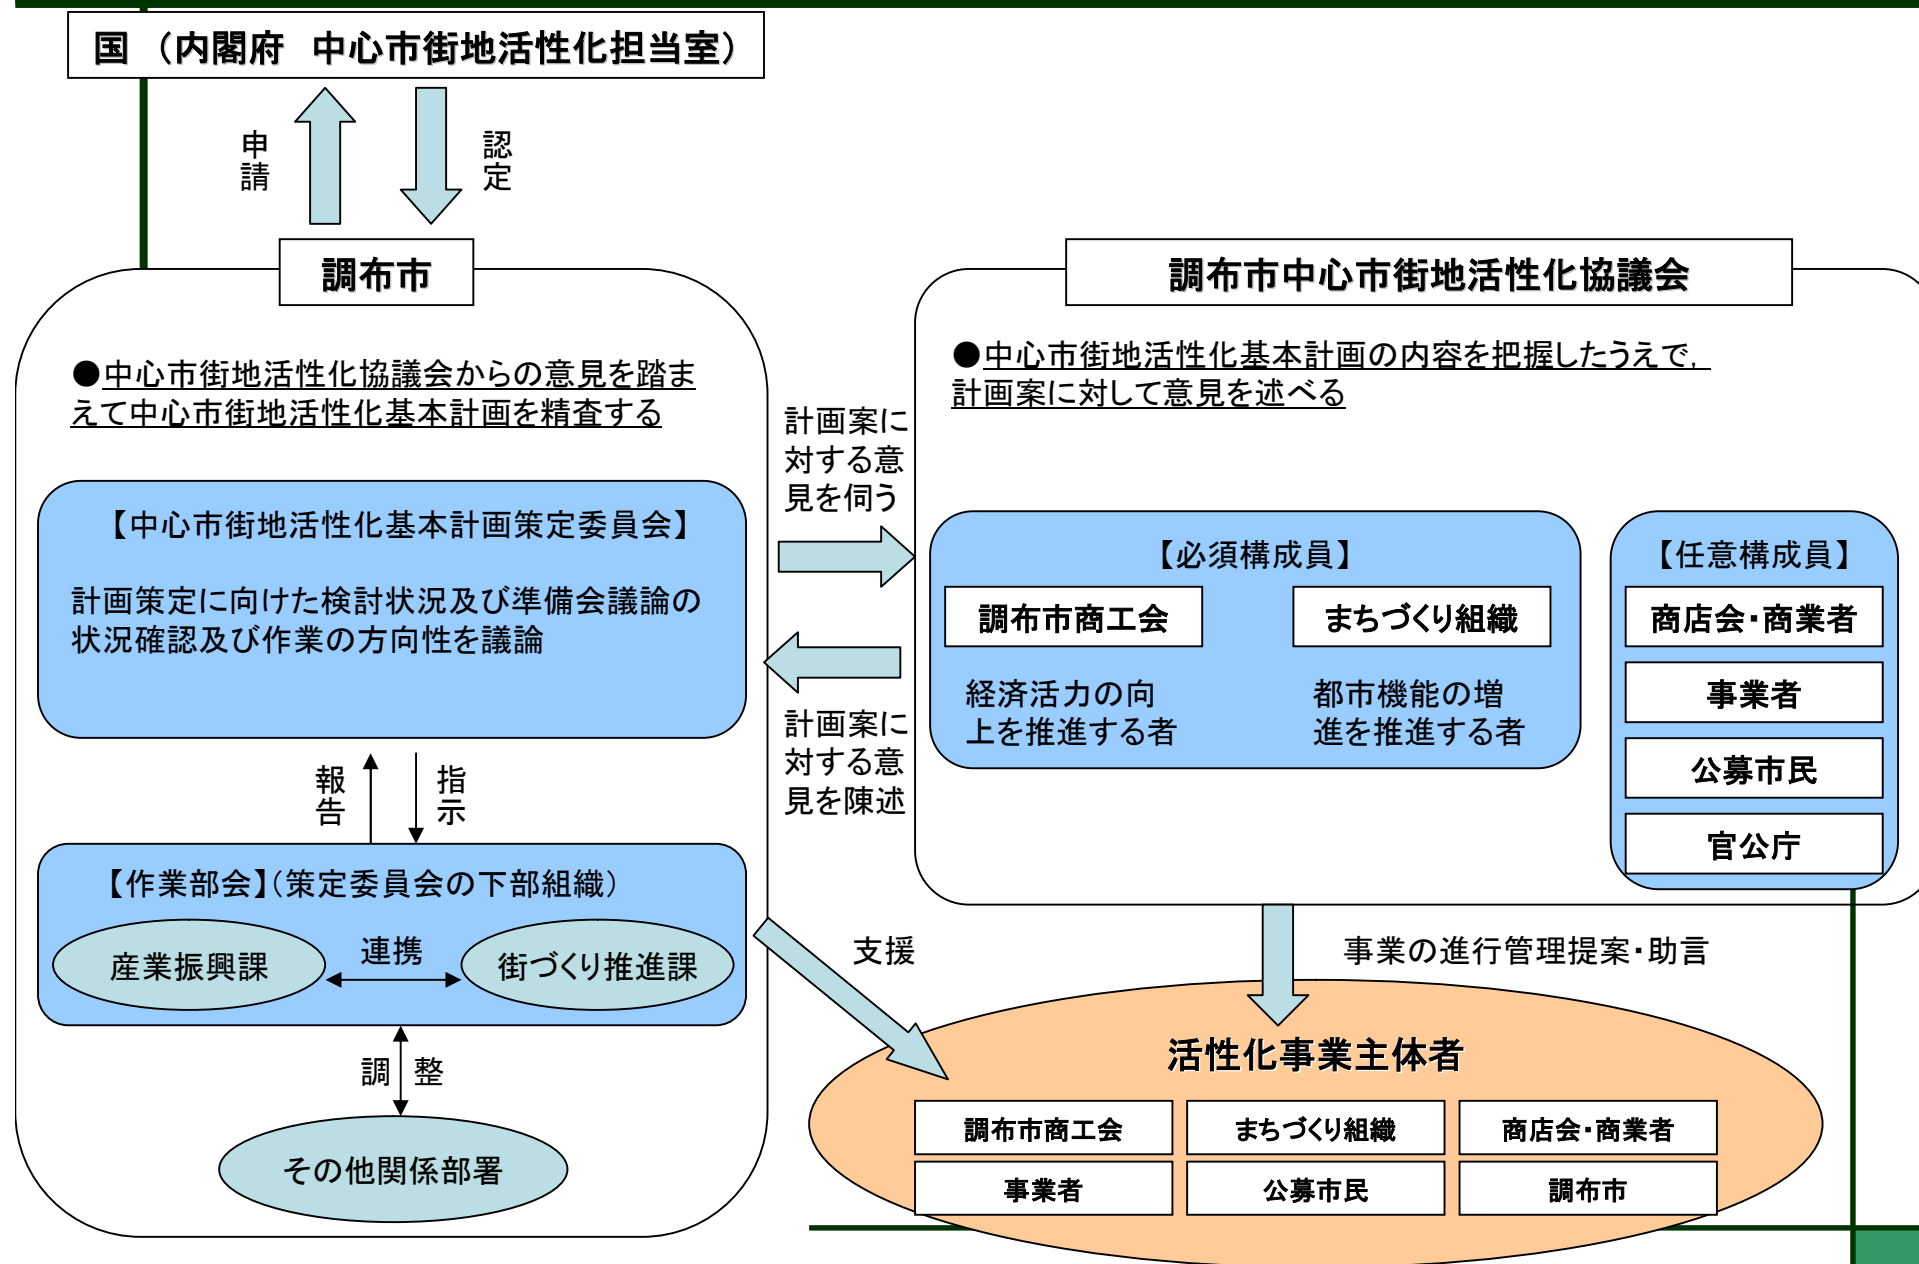 国 （内閣府　中心市街地活性化担当室）
申請
認定
調布市
●中心市街地活性化協議会からの意見を踏ま
えて中心市街地活性化基本計画を精査する
【中心市街地活性化基本計画策定委員会】
計画策定に向けた検討状況及び準備会議論の
状況確認及び作業の方向性を議論
報告
指示
【作業部会】（策定委員会の下部組織）
産業振興課
連携
街づくり推進課
調 整
その他関係部署
計画案に
対する意
見を伺う
計画案に
対する意
見を陳述
調布市中心市街地活性化協議会
●中心市街地活性化基本計画の内容を把握したうえで，
計画案に対して意見を述べる
【必須構成員】
調布市商工会
まちづくり組織
経済活力の向
上を推進する者
都市機能の増
進を推進する者
【任意構成員】
商店会・商業者
事業者
公募市民
官公庁
支援
事業の進行管理提案・助言
活性化事業主体者
調布市商工会
まちづくり組織
商店会・商業者
事業者
公募市民
調布市